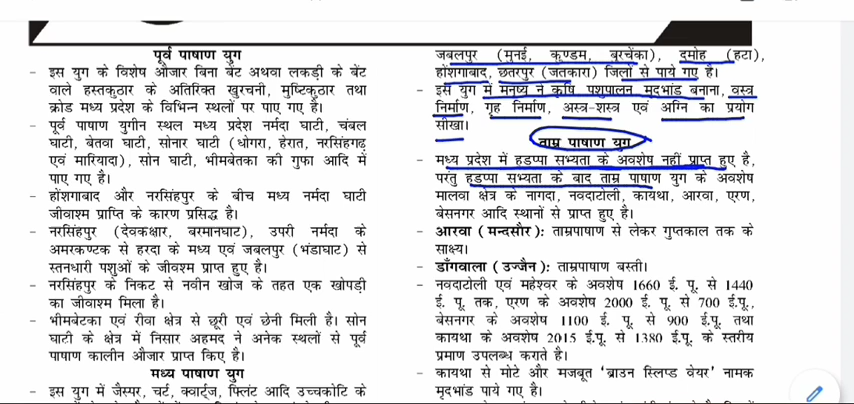 पूर्व पाषाण युग
- इस युग के विशेष औजार बिना बेंट अथवा लकड़ी के बेंट
वाले हस्तकुठार के अतिरिक्त खुरचनी, मुष्टिकुठार तथा
क्रोड मध्य प्रदेश के विभिन्न स्थलों पर पाए गए हैं।
- पूर्व पाषाण युगीन स्थल मध्य प्रदेश नर्मदा घाटी, चंबल
घाटी, बेतवा घाटी, सोनार घाटी (धोगरा, हेरात, नरसिंहगढ़
एवं मारियादा), सोन घाटी, भीमबेतका की गुफा आदि में
पाए गए है।
- होंशगाबाद और नरसिंहपुर के बीच मध्य नर्मदा घाटी
जीवाश्म प्राप्ति के कारण प्रसिद्ध है।
- नरसिंहपुर (देवकक्षार, बरमानघाट), उपरी नर्मदा के
अमरकण्टक से हरदा के मध्य एवं जबलपुर (भंडाघाट) से
स्तनधारी पशुओं के जीवश्म प्राप्त हुए है।
- नरसिंहपुर के निकट से नवीन खोज के तहत एक खोपड़ी
का जीवाश्म मिला है।
- भीमबेटका एवं रीवा क्षेत्र से छूरी एवं छेनी मिली है। सोन
घाटी के क्षेत्र में निसार अहमद ने अनेक स्थलों से पूर्व
पाषाण कालीन औजार प्राप्त किए है।
मध्य पाषाण युग
- इस युग में जैस्पर, चर्ट, क्वार्ट्ज, फ्लिंट आदि उच्चकोटि के
जबलपुर (मुनई, कुण्डम, बुरचेंका), दमोह (हटा),
होंशगाबाद, छतरपुर (जतकारा) जिलों से पाये गए है।
- इस युग में मनुष्य ने कृषि पशुपालन मृदभांड बनाना, वस्त्र
निर्माण, गृह निर्माण, अस्त्र-शस्त्र एवं अग्नि का प्रयोग
सीखा।
ताम्र पाषाण युग
- मध्य प्रदेश में हडप्पा सभ्यता के अवशेष नहीं प्राप्त हुए है,
परंतु हडप्पा सभ्यता के बाद ताम्र पाषाण युग के अवशेष
मालवा क्षेत्र के नागदा, नवदाटोली, कायथा, आरवा, एरण,
बेसनगर आदि स्थानों से प्राप्त हुए है।
- आरवा (मन्दसौर): ताम्रपाषाण से लेकर गुप्तकाल तक के
साक्ष्य।
- डाँगवाला (उज्जैन): ताम्रपाषाण बस्ती।
- नवदाटोली एवं महेश्वर के अवशेष 1660 ई. पू. से 1440
ई. पू. तक, एरण के अवशेष 2000 ई. पू. से 700 ई.पू.,
बेसनगर के अवशेष 1100 ई. पू. से 900 ई.पू. तथा
कायथा के अवशेष 2015 ई.पू. से 1380 ई.पू. के स्तरीय
प्रमाण उपलब्ध कराते है।
- कायथा से मोटे और मजबूत ‘ब्राउन स्लिप्ड वेयर’ नामक
मृदभांड पाये गए है।